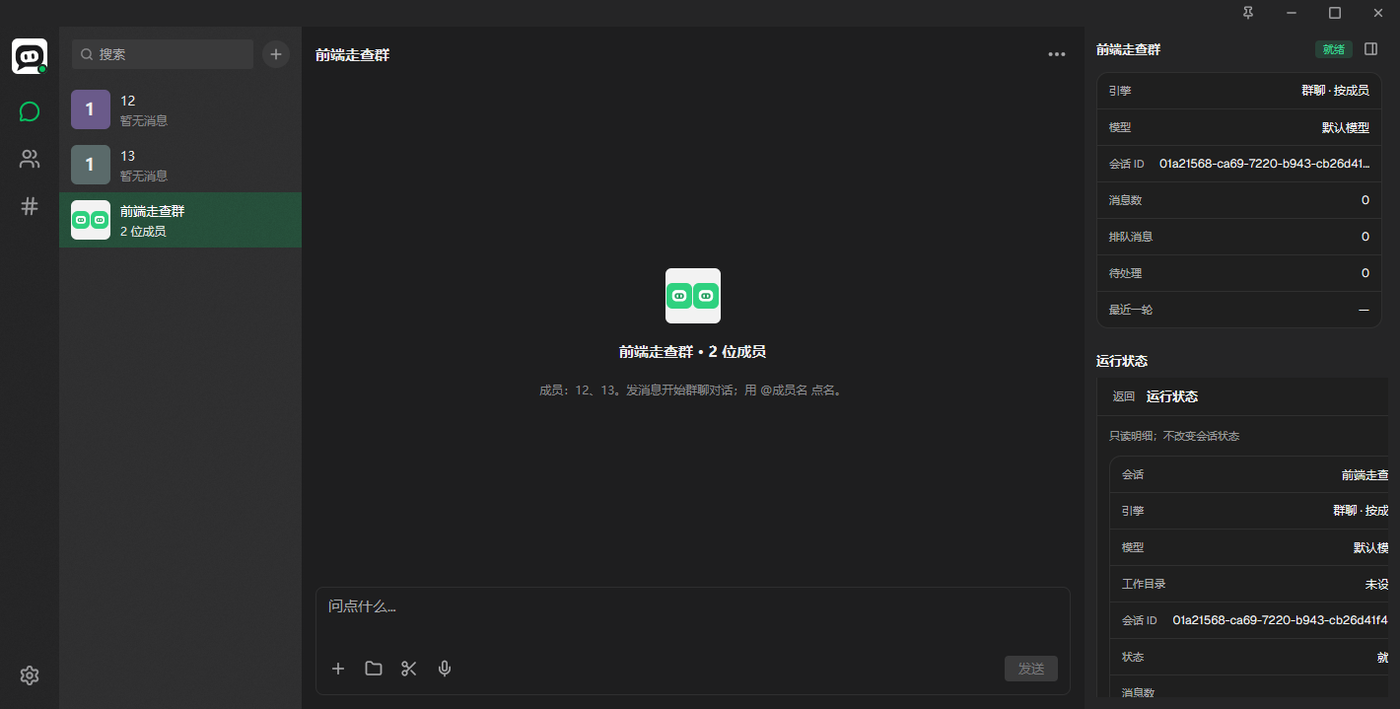 搜索
1
12
暂无消息
1
13
暂无消息
前端走查群
2 位成员
前端走查群
前端走查群 • 2 位成员
成员：12、13。发消息开始群聊对话；用 @成员名 点名。
问点什么...
发送
前端走查群
就绪
引擎
群聊 · 按成员
模型
默认模型
会话 ID
01a21568-ca69-7220-b943-cb26d41...
消息数
0
排队消息
0
待处理
0
最近一轮
—
运行状态
返回
运行状态
只读明细；不改变会话状态
会话
前端走查
引擎
群聊 · 按成
模型
默认模
工作目录
未设
会话 ID
01a21568-ca69-7220-b943-cb26d41f4
状态
就
消息数